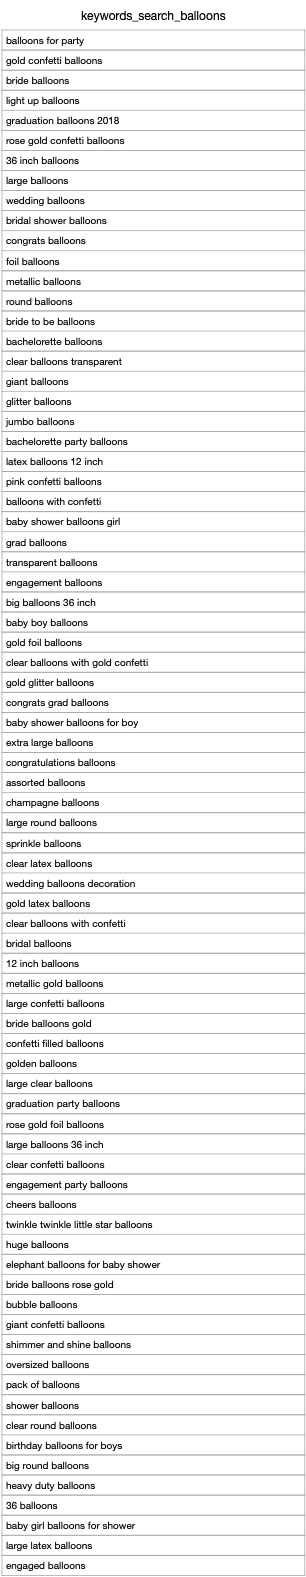 keywords_search_balloons
balloons for party
gold confetti balloons
bride balloons
light up balloons
graduation balloons 2018
rose gold confetti balloons
36 inch balloons
large balloons
wedding balloons
bridal shower balloons
congrats balloons
foil balloons
metallic balloons
round balloons
bride to be balloons
bachelorette balloons
clear balloons transparent
giant balloons
glitter balloons
jumbo balloons
bachelorette party balloons
latex balloons 12 inch
pink confetti balloons
balloons with confetti
baby shower balloons girl
grad balloons
transparent balloons
engagement balloons
big balloons 36 inch
baby boy balloons
gold foil balloons
clear balloons with gold confetti
gold glitter balloons
congrats grad balloons
baby shower balloons for boy
extra large balloons
congratulations balloons
assorted balloons
champagne balloons
large round balloons
sprinkle balloons
clear latex balloons
wedding balloons decoration
gold latex balloons
clear balloons with confetti
bridal balloons
12 inch balloons
metallic gold balloons
large confetti balloons
bride balloons gold
confetti filled balloons
golden balloons
large clear balloons
graduation party balloons
rose gold foil balloons
large balloons 36 inch
clear confetti balloons
engagement party balloons
cheers balloons
twinkle twinkle little star balloons
huge balloons
elephant balloons for baby shower
bride balloons rose gold
bubble balloons
giant confetti balloons
shimmer and shine balloons
oversized balloons
pack of balloons
shower balloons
clear round balloons
birthday balloons for boys
big round balloons
heavy duty balloons
36 balloons
baby girl balloons for shower
large latex balloons
engaged balloons